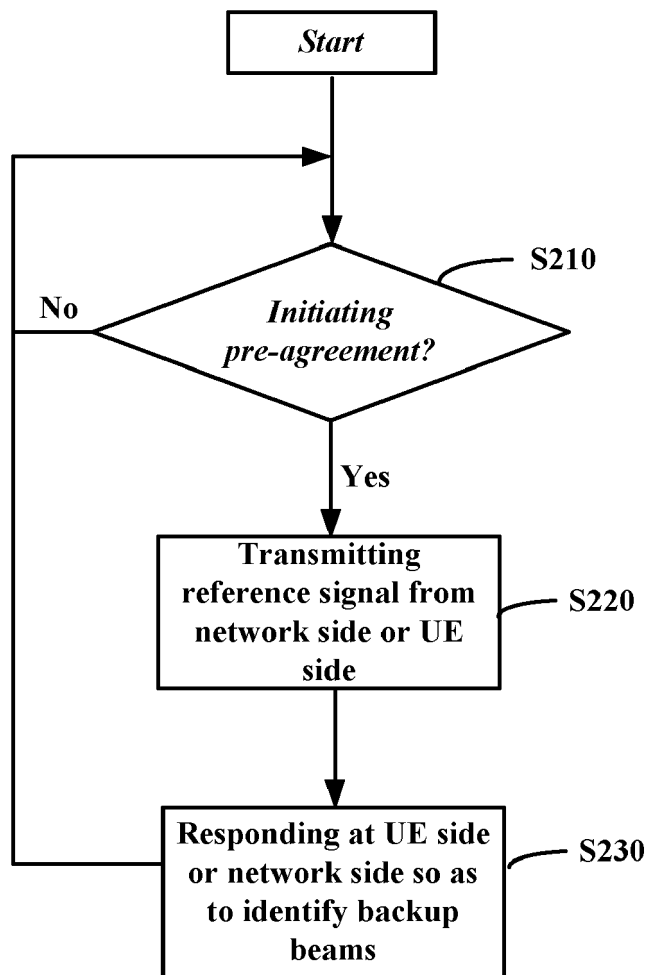 Start
S210
No
Initiating
pre-agreement?
Yes
Transmitting
reference signal from
network side or UE
side
S220
Responding at UE side
or network side so as
to identify backup
beams
S230